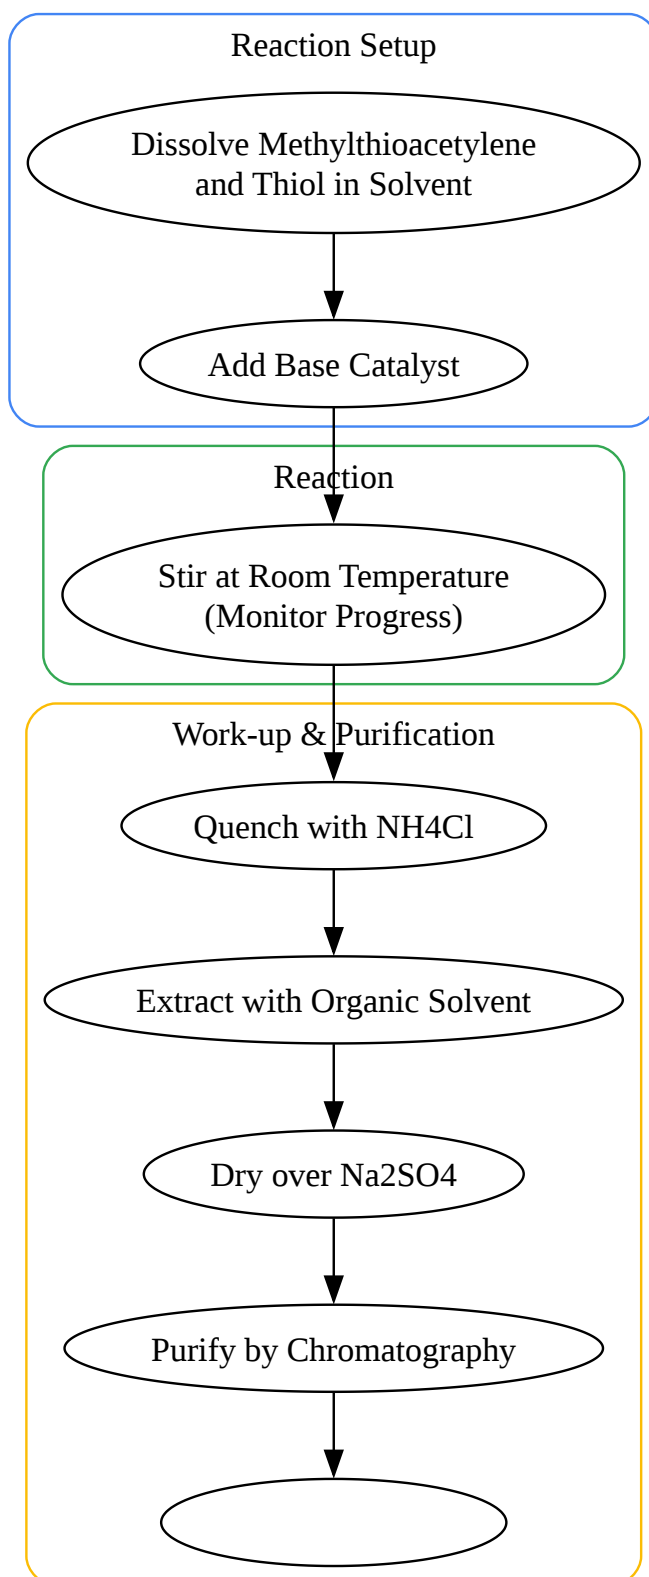 Reaction Setup
Dissolve Methylthioacetylene
and Thiol in Solvent
Add Base Catalyst
Reaction
Stir at Room Temperature
(Monitor Progress)
Work-up & Purification
Quench with NH4Cl
Extract with Organic Solvent
Dry over Na2SO4
Purify by Chromatography